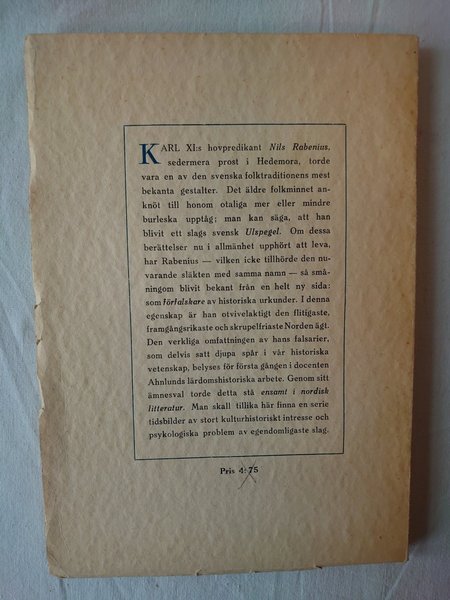 KARL XI:s hovpredikant Nils Rabenius,
sedermera prost i Hedemora, torde
vara en av den svenska folktraditionens mest
bekanta gestalter. Det äldre folkminnet an-
knöt till honom otaliga mer eller mindre
burleska upptåg; man kan säga, att han
blivit ett slags svensk Ulspegel. Om dessa
berättelser nu i allmänhet upphört att leva,
har Rabenius — vilken icke tillhörde den nu-
varande släkten med samma namn — så små-
ningom blivit bekant från en helt ny sida:
som förfalskare av historiska urkunder. I denna
egenskap är han otvivelaktigt den flitigaste,
framgångsrikaste och skrupelfriaste Norden ägt.
Den verkliga omfattningen av hans falsarier,
som delvis satt djupa spår i vår historiska
vetenskap, belyses för första gången i docenten
Ahnlunds lärdomshistoriska arbete. Genom sitt
ämnesval torde detta stå ensamt i nordisk
litteratur. Man skall tillika här finna en serie
tidsbilder av stort kulturhistoriskt intresse och
psykologiska problem av egendomligaste slag.
Pris 4:75